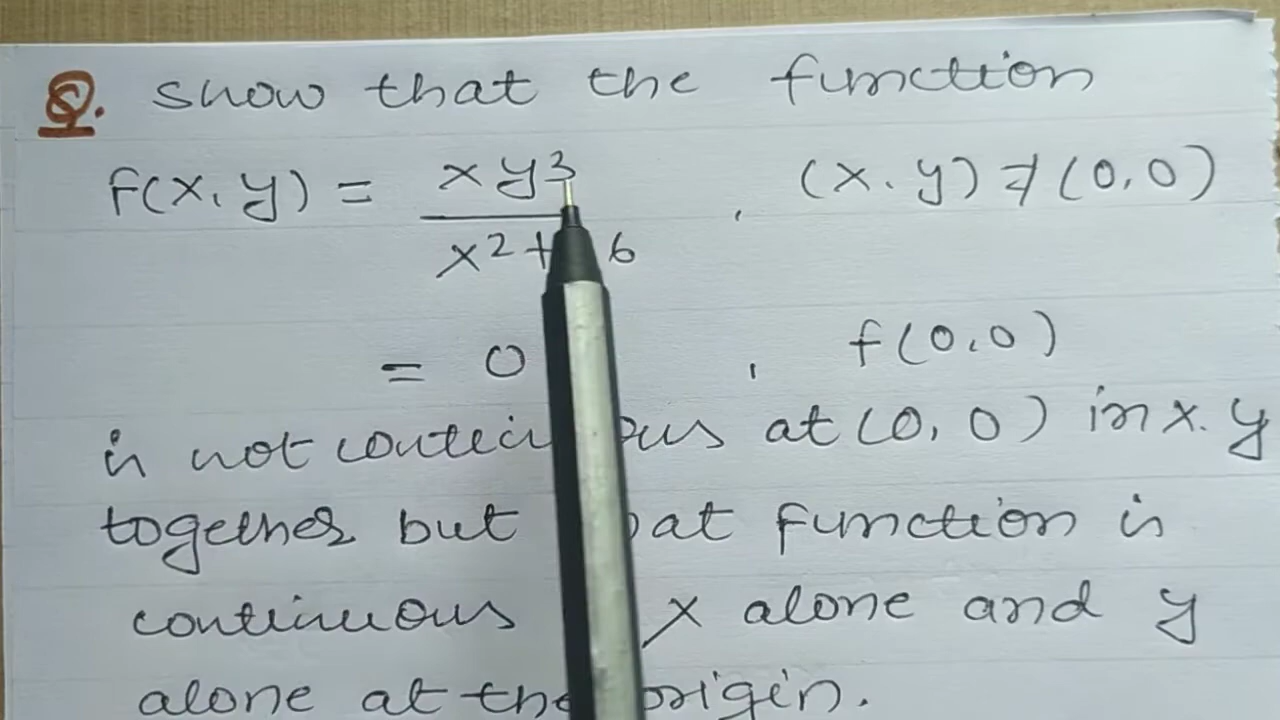 Q. show that the function
f(x, y) = xy³ / x²+ 6 , (x. y) ≠ (0,0)
= 0 , f(0,0)
is not at (0, 0) in x. y
together but function is
continuous x alone and y
alone at origin.